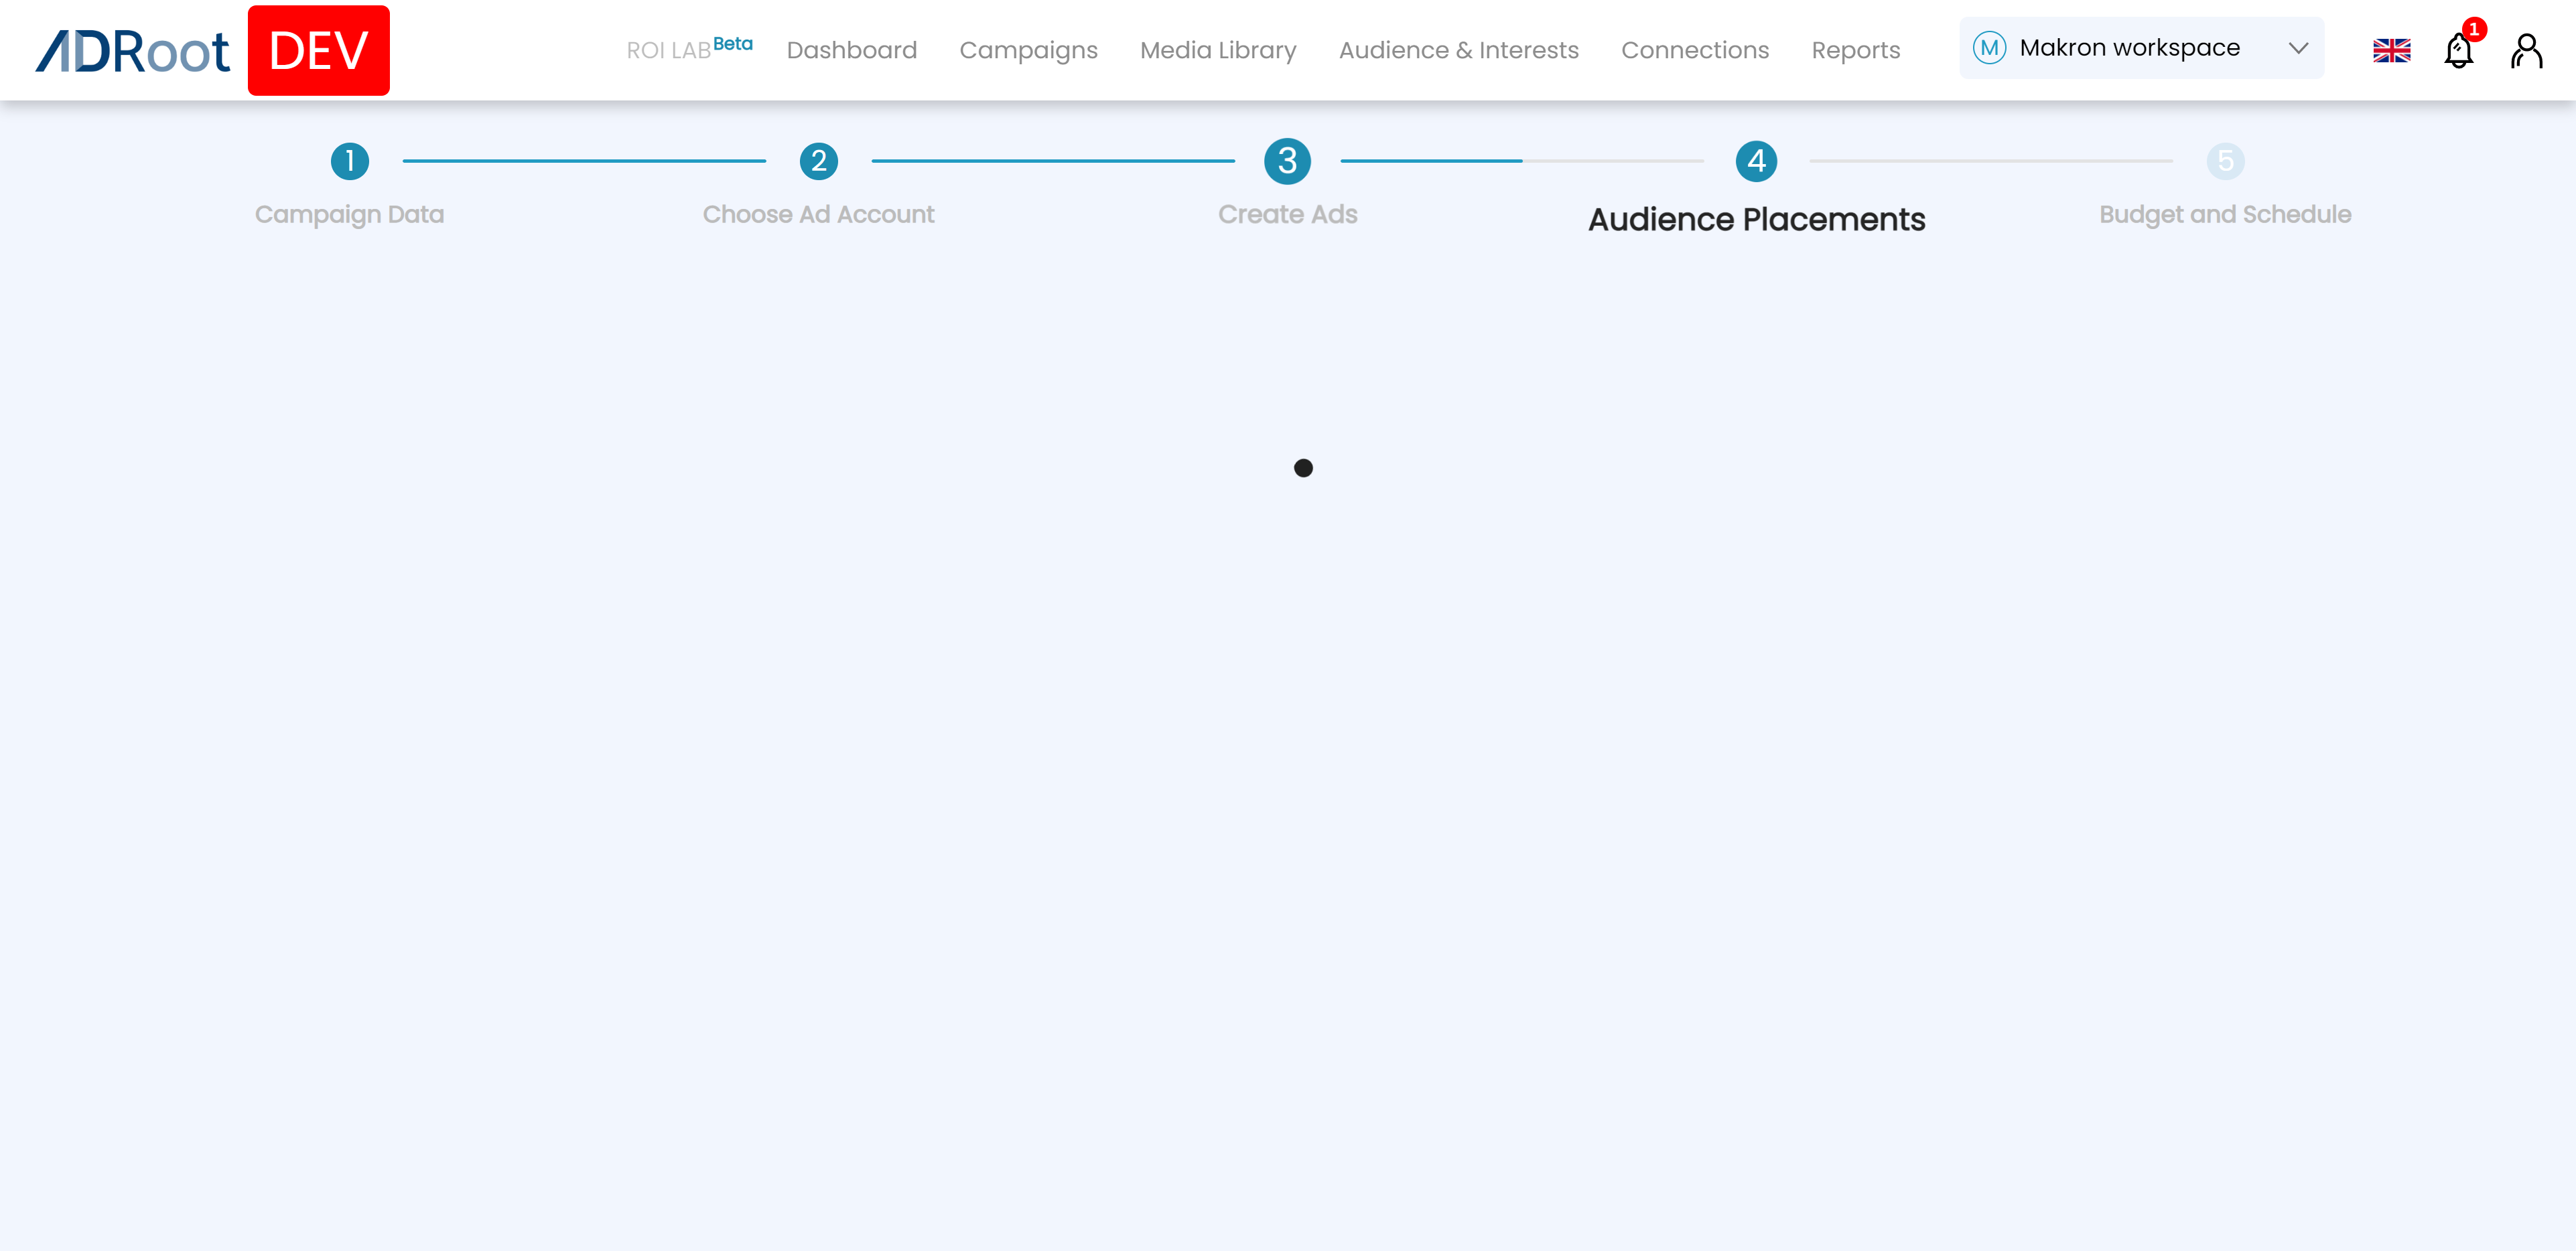 ADRoot DEV ROI LAB Beta Dashboard Campaigns Media Library Audience & Interests Connections Reports M Makron workspace 1
1 2 3 4 5
Campaign Data Choose Ad Account Create Ads Audience Placements Budget and Schedule